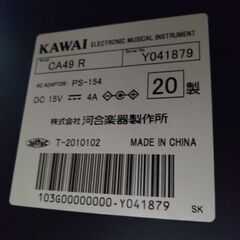 KAWAI ELECTRONIC MUSICAL INSTRUMENT
Model CA49 R Serial No. Y041879
AC ADAPTOR : PS-154
DC 15V ⎓ 4A
20 製
株式会社 河合楽器製作所
T-2010102 MADE IN CHINA
103G00000000-Y041879
SK